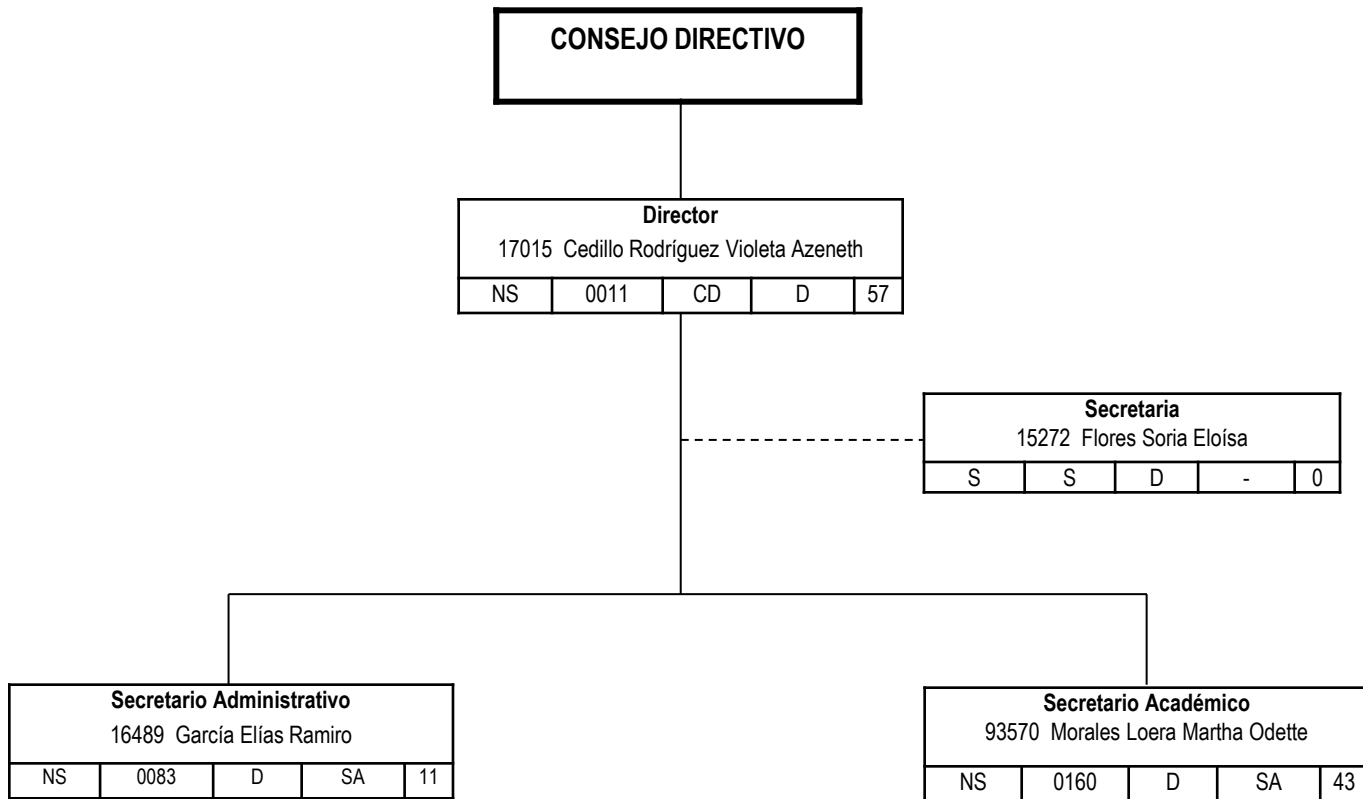 CONSEJO DIRECTIVO
Director
17015 Cedillo Rodríguez Violeta Azeneth
NS 0011 CD D 57
Secretaria
15272 Flores Soria Eloísa
S S D - 0
Secretario Administrativo
16489 García Elías Ramiro
NS 0083 D SA 11
Secretario Académico
93570 Morales Loera Martha Odette
NS 0160 D SA 43